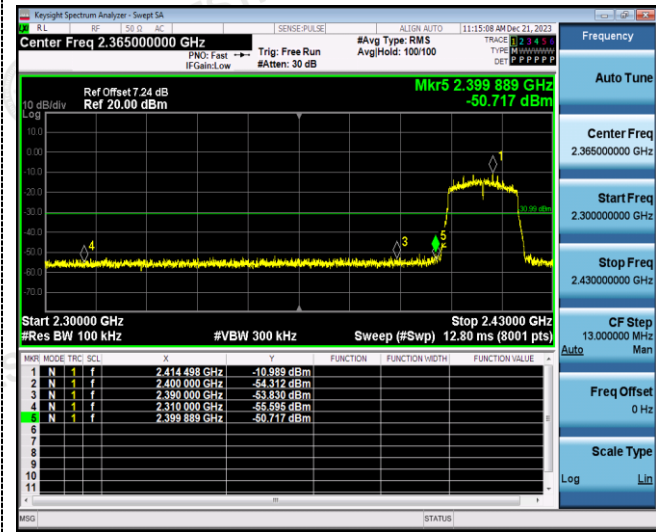 Keysight Spectrum Analyzer - Swept SA
RL RF 50 Ω AC SENSE:PULSE ALIGN AUTO 11:15:08 AM Dec 21, 2023
Center Freq 2.365000000 GHz
PNO: Fast
IFGain:Low
Trig: Free Run
#Atten: 30 dB
#Avg Type: RMS
Avg|Hold: 100/100
TRACE 1 2 3 4 5 6
TYPE M W W W W W
DET P P P P P P
Ref Offset 7.24 dB
Ref 20.00 dBm
10 dB/div
Log
Mkr5 2.399 889 GHz
-50.717 dBm
10.0
0.00
-10.0
-20.0
-30.0
-40.0
-50.0
-60.0
-70.0
1
-30.99 dBm
3
5
4
Start 2.30000 GHz
Stop 2.43000 GHz
#Res BW 100 kHz #VBW 300 kHz Sweep (#Swp) 12.80 ms (8001 pts)
MKR MODE TRC SCL X Y FUNCTION FUNCTION WIDTH FUNCTION VALUE
1 N 1 f 2.414 498 GHz -10.989 dBm
2 N 1 f 2.400 000 GHz -54.312 dBm
3 N 1 f 2.390 000 GHz -53.830 dBm
4 N 1 f 2.310 000 GHz -55.595 dBm
5 N 1 f 2.399 889 GHz -50.717 dBm
6
7
8
9
10
11
MSG STATUS
Frequency
Auto Tune
Center Freq
2.365000000 GHz
Start Freq
2.300000000 GHz
Stop Freq
2.430000000 GHz
CF Step
13.000000 MHz
Auto Man
Freq Offset
0 Hz
Scale Type
Log Lin